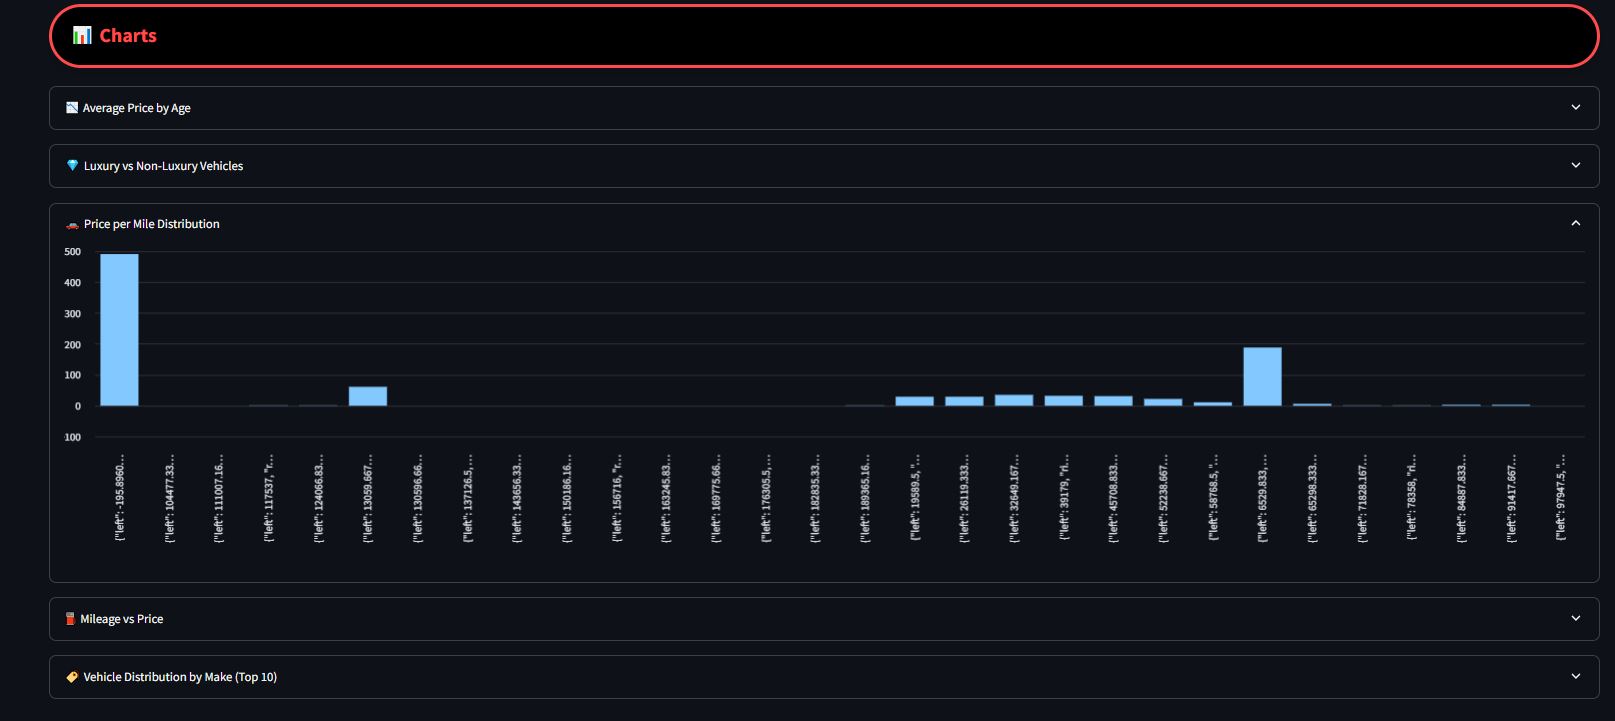 Charts
Average Price by Age
Luxury vs Non-Luxury Vehicles
Price per Mile Distribution
500
400
300
200
100
0
100
{"left": -195.8960...
{"left": 104477.33...
{"left": 111007.16...
{"left": 117537, "r...
{"left": 124066.83...
{"left": 13059.667...
{"left": 130596.66...
{"left": 137126.5, ...
{"left": 143656.33...
{"left": 150186.16...
{"left": 156716, "r...
{"left": 163245.83...
{"left": 169775.66...
{"left": 176305.5, ...
{"left": 182835.33...
{"left": 189365.16...
{"left": 19589.5, "...
{"left": 26119.333...
{"left": 32649.167...
{"left": 39179, "ri...
{"left": 45708.833...
{"left": 52238.667...
{"left": 58768.5, "...
{"left": 6529.833, ...
{"left": 65298.333...
{"left": 71828.167...
{"left": 78358, "ri...
{"left": 84887.833...
{"left": 91417.667...
{"left": 97947.5, "...
Mileage vs Price
Vehicle Distribution by Make (Top 10)